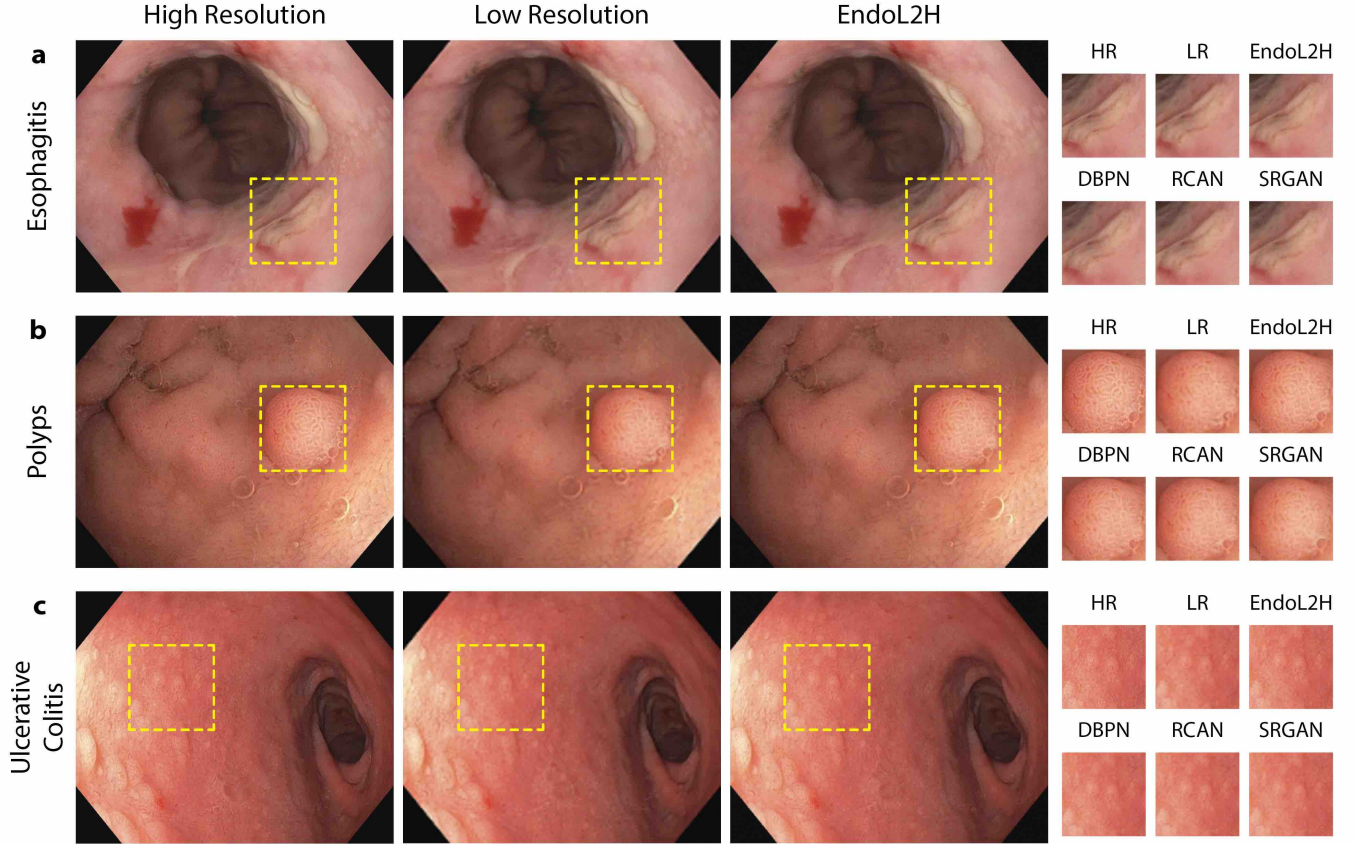 High Resolution Low Resolution EndoL2H
a
Esophagitis
HR LR EndoL2H
DBPN RCAN SRGAN
b
Polyps
HR LR EndoL2H
DBPN RCAN SRGAN
c
Ulcerative
Colitis
HR LR EndoL2H
DBPN RCAN SRGAN